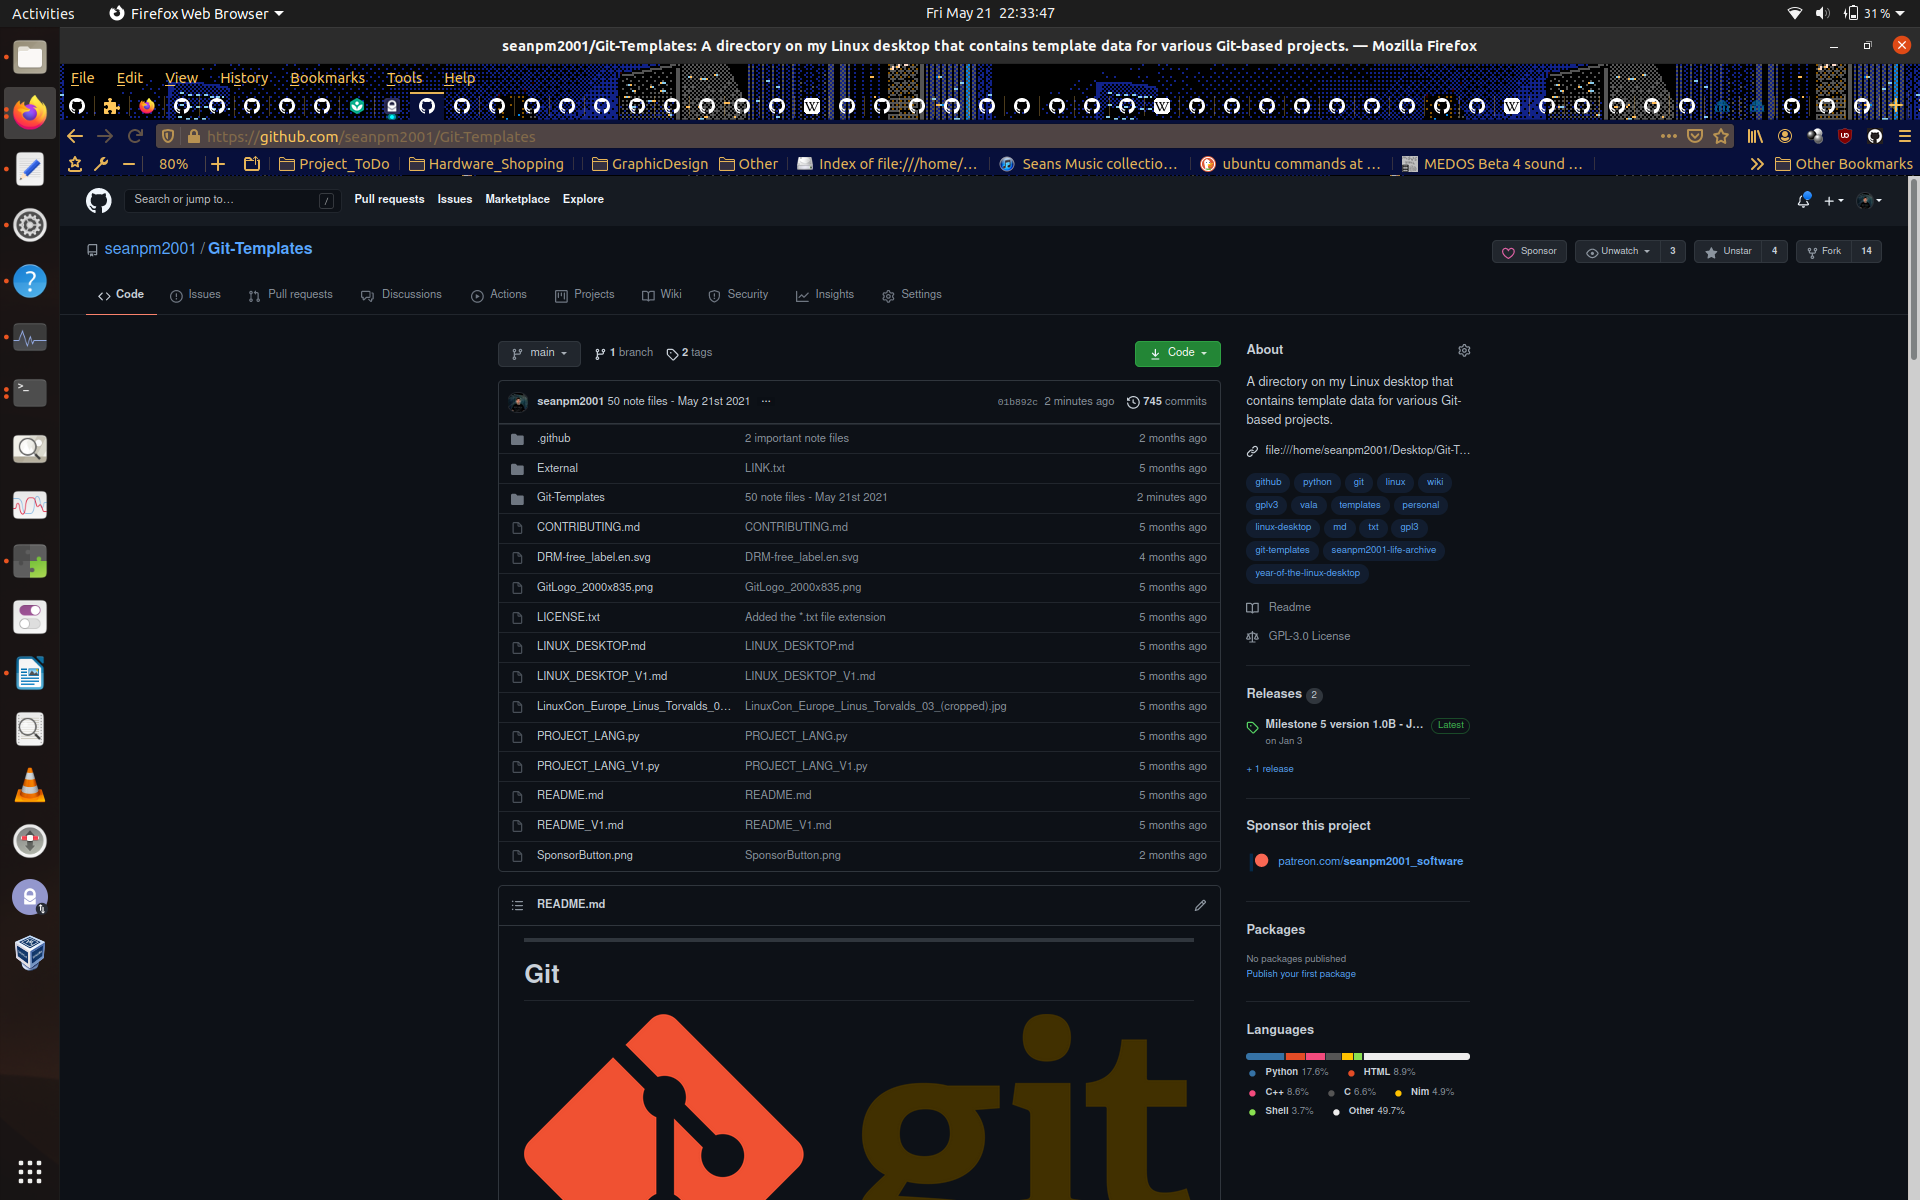 Activities
Firefox Web Browser
Fri May 21 22:33:47
31 %
seanpm2001/Git-Templates: A directory on my Linux desktop that contains template data for various Git-based projects. — Mozilla Firefox
File Edit View History Bookmarks Tools Help
https://github.com/seanpm2001/Git-Templates
80% Project_ToDo Hardware_Shopping GraphicDesign Other Index of file:///home/... Seans Music collectio... ubuntu commands at ... MEDOS Beta 4 sound ... Other Bookmarks
Search or jump to... / Pull requests Issues Marketplace Explore
seanpm2001 / Git-Templates
Sponsor Unwatch 3 Unstar 4 Fork 14
Code Issues Pull requests Discussions Actions Projects Wiki Security Insights Settings
main 1 branch 2 tags Code
seanpm2001 50 note files - May 21st 2021 ... 01b892c 2 minutes ago 745 commits
.github 2 important note files 2 months ago
External LINK.txt 5 months ago
Git-Templates 50 note files - May 21st 2021 2 minutes ago
CONTRIBUTING.md CONTRIBUTING.md 5 months ago
DRM-free_label.en.svg DRM-free_label.en.svg 4 months ago
GitLogo_2000x835.png GitLogo_2000x835.png 5 months ago
LICENSE.txt Added the *.txt file extension 5 months ago
LINUX_DESKTOP.md LINUX_DESKTOP.md 5 months ago
LINUX_DESKTOP_V1.md LINUX_DESKTOP_V1.md 5 months ago
LinuxCon_Europe_Linus_Torvalds_0... LinuxCon_Europe_Linus_Torvalds_03_(cropped).jpg 5 months ago
PROJECT_LANG.py PROJECT_LANG.py 5 months ago
PROJECT_LANG_V1.py PROJECT_LANG_V1.py 5 months ago
README.md README.md 5 months ago
README_V1.md README_V1.md 5 months ago
SponsorButton.png SponsorButton.png 2 months ago
README.md
Git
git
About
A directory on my Linux desktop that
contains template data for various Git-
based projects.
file:///home/seanpm2001/Desktop/Git-T...
github python git linux wiki
gplv3 vala templates personal
linux-desktop md txt gpl3
git-templates seanpm2001-life-archive
year-of-the-linux-desktop
Readme
GPL-3.0 License
Releases 2
Milestone 5 version 1.0B - J... Latest
on Jan 3
+ 1 release
Sponsor this project
patreon.com/seanpm2001_software
Packages
No packages published
Publish your first package
Languages
Python 17.6% HTML 8.9%
C++ 8.6% C 6.6% Nim 4.9%
Shell 3.7% Other 49.7%